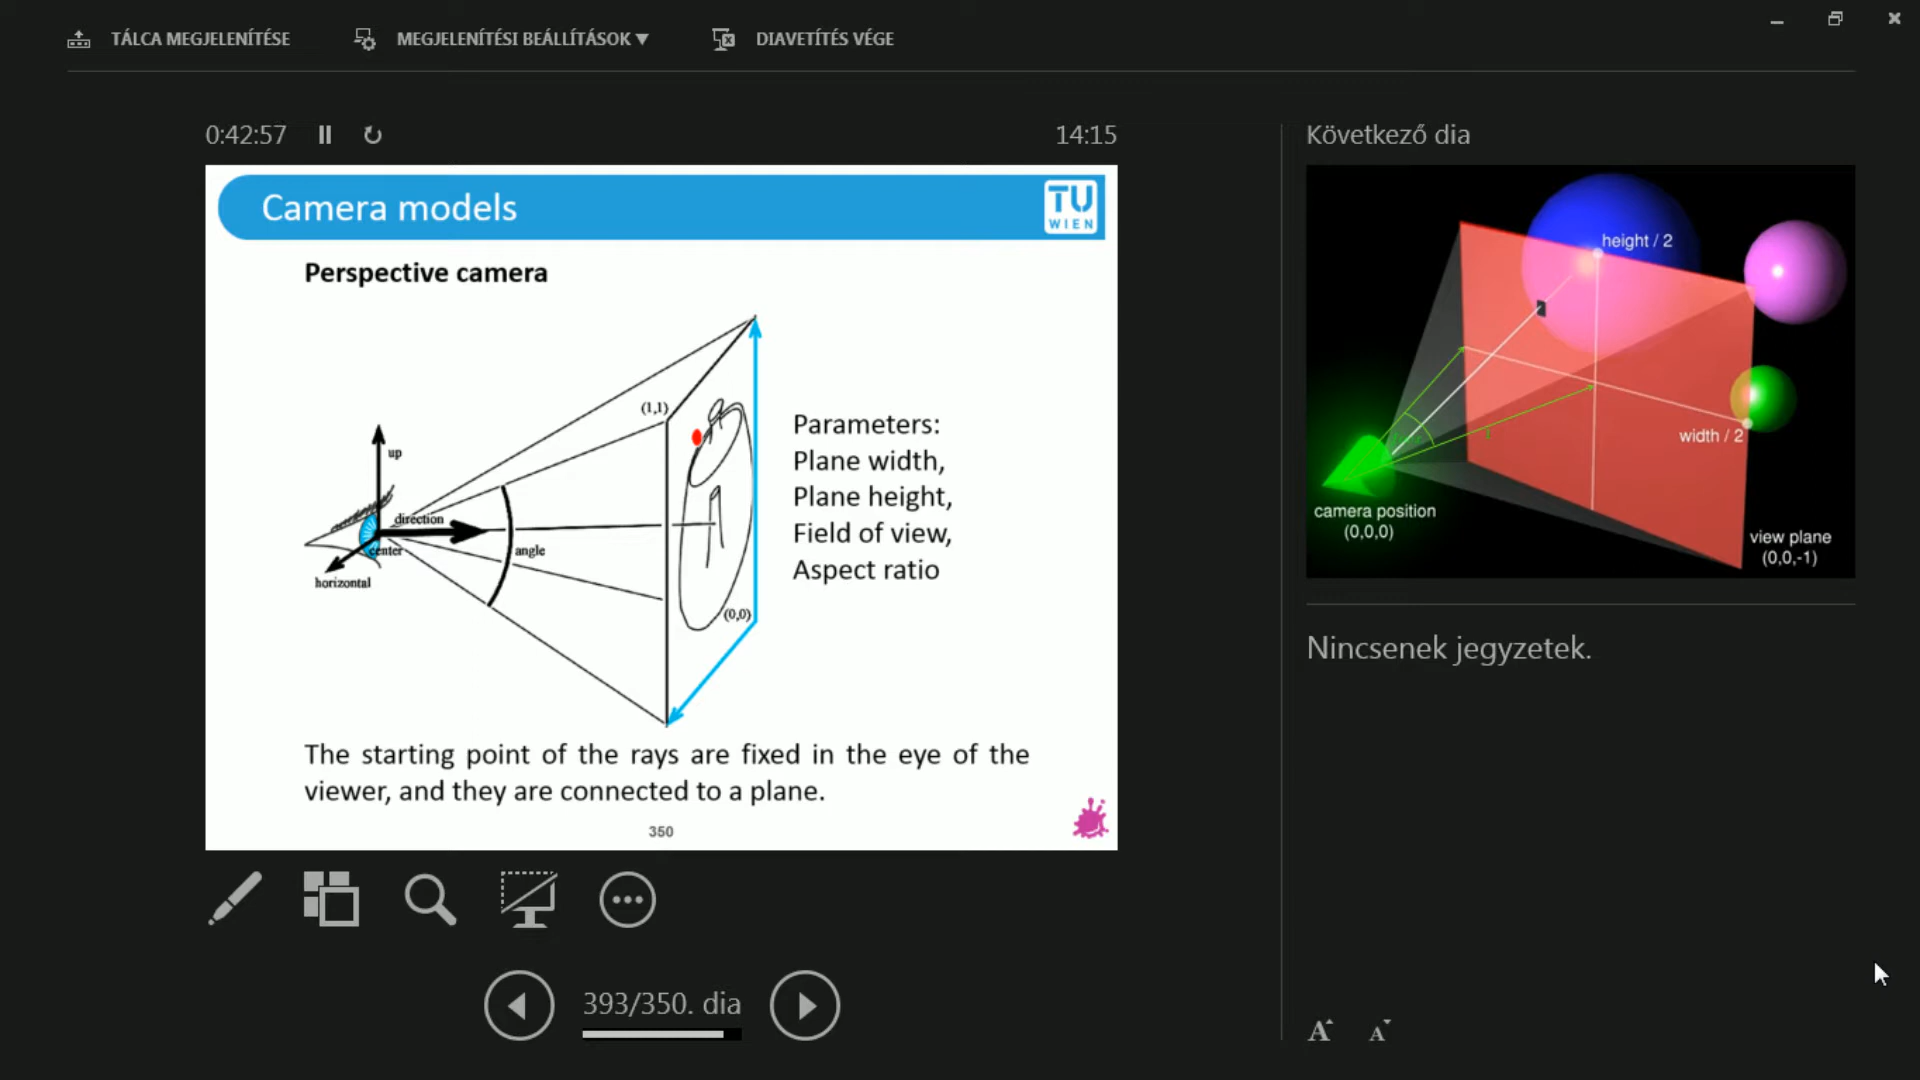 TÁLCA MEGJELENÍTÉSE
MEGJELENÍTÉSI BEÁLLÍTÁSOK ▼
DIAVETÍTÉS VÉGE
0:42:57
14:15
Következő dia
Camera models
TU
WIEN
Perspective camera
(1,1)
up
direction
center
angle
horizontal
(0,0)
Parameters:
Plane width,
Plane height,
Field of view,
Aspect ratio
The starting point of the rays are fixed in the eye of the
viewer, and they are connected to a plane.
350
height / 2
width / 2
camera position
(0,0,0)
view plane
(0,0,-1)
Nincsenek jegyzetek.
393/350. dia
A
A